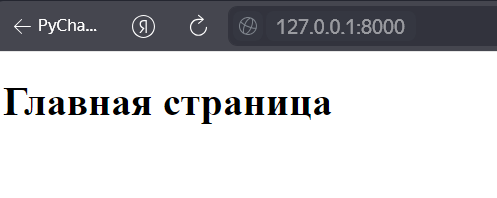 ← PyCha... Я 127.0.0.1:8000
Главная страница